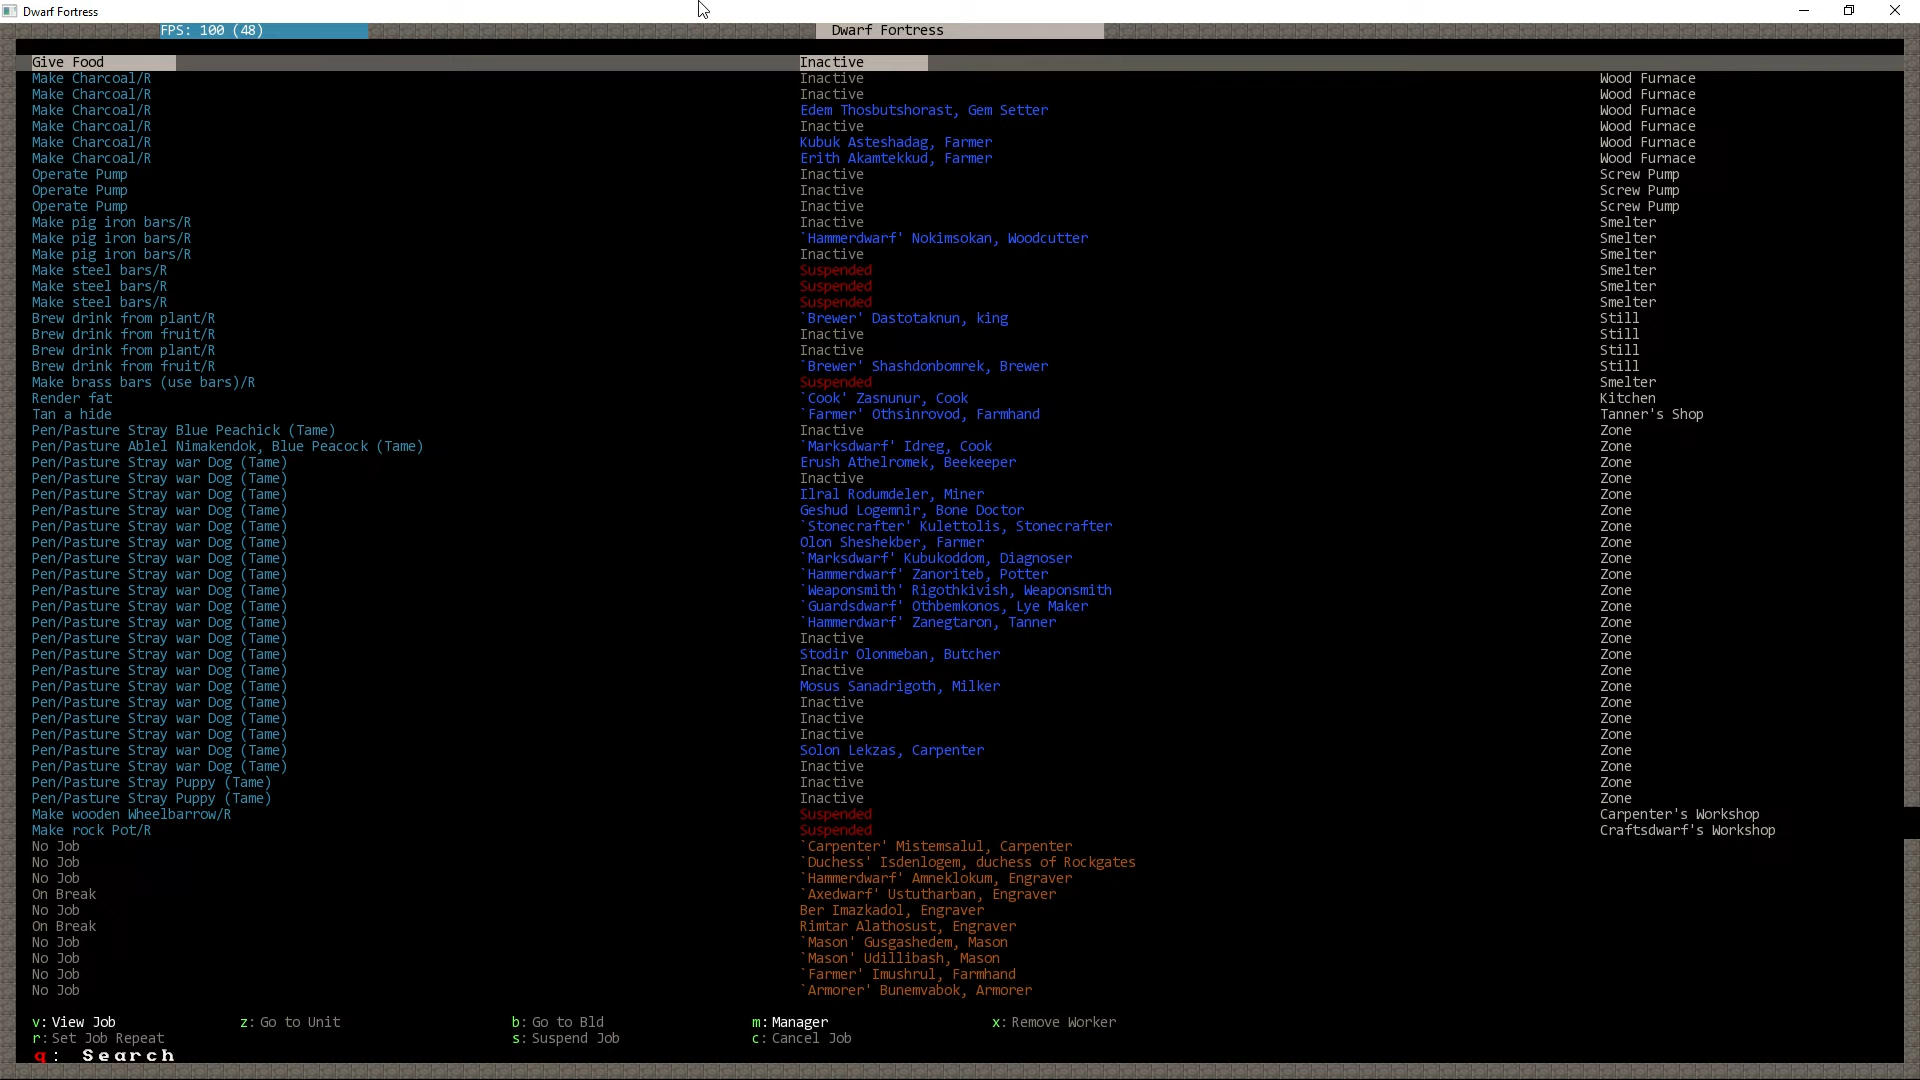 Dwarf Fortress
FPS: 100 (48) Dwarf Fortress
Give Food Inactive
Make Charcoal/R Inactive Wood Furnace
Make Charcoal/R Inactive Wood Furnace
Make Charcoal/R Edem Thosbutshorast, Gem Setter Wood Furnace
Make Charcoal/R Inactive Wood Furnace
Make Charcoal/R Kubuk Asteshadag, Farmer Wood Furnace
Make Charcoal/R Erith Akamtekkud, Farmer Wood Furnace
Operate Pump Inactive Screw Pump
Operate Pump Inactive Screw Pump
Operate Pump Inactive Screw Pump
Make pig iron bars/R Inactive Smelter
Make pig iron bars/R `Hammerdwarf' Nokimsokan, Woodcutter Smelter
Make pig iron bars/R Inactive Smelter
Make steel bars/R Suspended Smelter
Make steel bars/R Suspended Smelter
Make steel bars/R Suspended Smelter
Brew drink from plant/R `Brewer' Dastotaknun, king Still
Brew drink from fruit/R Inactive Still
Brew drink from plant/R Inactive Still
Brew drink from fruit/R `Brewer' Shashdonbomrek, Brewer Still
Make brass bars (use bars)/R Suspended Smelter
Render fat `Cook' Zasnunur, Cook Kitchen
Tan a hide `Farmer' Othsinrovod, Farmhand Tanner's Shop
Pen/Pasture Stray Blue Peachick (Tame) Inactive Zone
Pen/Pasture Ablel Nimakendok, Blue Peacock (Tame) `Marksdwarf' Idreg, Cook Zone
Pen/Pasture Stray war Dog (Tame) Erush Athelromek, Beekeeper Zone
Pen/Pasture Stray war Dog (Tame) Inactive Zone
Pen/Pasture Stray war Dog (Tame) Ilral Rodumdeler, Miner Zone
Pen/Pasture Stray war Dog (Tame) Geshud Logemnir, Bone Doctor Zone
Pen/Pasture Stray war Dog (Tame) `Stonecrafter' Kulettolis, Stonecrafter Zone
Pen/Pasture Stray war Dog (Tame) Olon Sheshekber, Farmer Zone
Pen/Pasture Stray war Dog (Tame) `Marksdwarf' Kubukoddom, Diagnoser Zone
Pen/Pasture Stray war Dog (Tame) `Hammerdwarf' Zanoriteb, Potter Zone
Pen/Pasture Stray war Dog (Tame) `Weaponsmith' Rigothkivish, Weaponsmith Zone
Pen/Pasture Stray war Dog (Tame) `Guardsdwarf' Othbemkonos, Lye Maker Zone
Pen/Pasture Stray war Dog (Tame) `Hammerdwarf' Zanegtaron, Tanner Zone
Pen/Pasture Stray war Dog (Tame) Inactive Zone
Pen/Pasture Stray war Dog (Tame) Stodir Olonmeban, Butcher Zone
Pen/Pasture Stray war Dog (Tame) Inactive Zone
Pen/Pasture Stray war Dog (Tame) Mosus Sanadrigoth, Milker Zone
Pen/Pasture Stray war Dog (Tame) Inactive Zone
Pen/Pasture Stray war Dog (Tame) Inactive Zone
Pen/Pasture Stray war Dog (Tame) Inactive Zone
Pen/Pasture Stray war Dog (Tame) Solon Lekzas, Carpenter Zone
Pen/Pasture Stray war Dog (Tame) Inactive Zone
Pen/Pasture Stray Puppy (Tame) Inactive Zone
Pen/Pasture Stray Puppy (Tame) Inactive Zone
Make wooden Wheelbarrow/R Suspended Carpenter's Workshop
Make rock Pot/R Suspended Craftsdwarf's Workshop
No Job `Carpenter' Mistemsalul, Carpenter
No Job `Duchess' Isdenlogem, duchess of Rockgates
No Job `Hammerdwarf' Amneklokum, Engraver
On Break `Axedwarf' Ustutharban, Engraver
No Job Ber Imazkadol, Engraver
On Break Rimtar Alathosust, Engraver
No Job `Mason' Gusgashedem, Mason
No Job `Mason' Udillibash, Mason
No Job `Farmer' Imushrul, Farmhand
No Job `Armorer' Bunemvabok, Armorer
v: View Job z: Go to Unit b: Go to Bld m: Manager x: Remove Worker
r: Set Job Repeat s: Suspend Job c: Cancel Job
q: Search